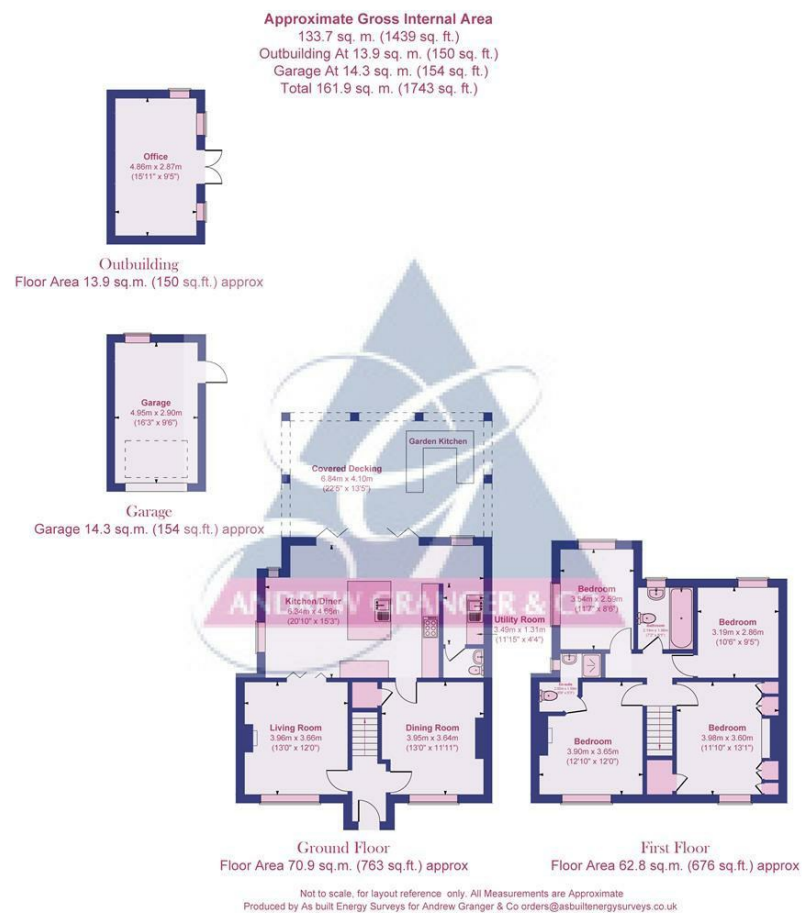 Approximate Gross Internal Area
133.7 sq. m. (1439 sq. ft.)
Outbuilding At 13.9 sq. m. (150 sq. ft.)
Garage At 14.3 sq. m. (154 sq. ft.)
Total 161.9 sq. m. (1743 sq. ft.)
Office
4.86m x 2.87m
(15'11" x 9'5")
Outbuilding
Floor Area 13.9 sq.m. (150 sq.ft.) approx
Garage
4.95m x 2.90m
(16'3" x 9'6")
Garage
Garage 14.3 sq.m. (154 sq.ft.) approx
Garden Kitchen
Covered Decking
6.84m x 4.10m
(22'5" x 13'5")
ANDREW GRANGER & CO
Kitchen/Diner
(20'10" x 15'3")
Utility Room
3.49m x 1.31m
(11'15" x 4'4")
Living Room
3.96m x 3.66m
(13'0" x 12'0")
Dining Room
3.95m x 3.64m
(13'0" x 11'11")
Ground Floor
Floor Area 70.9 sq.m. (763 sq.ft.) approx
Bedroom
3.54m x 2.59m
(11'7" x 8'6")
Bathroom
Bedroom
3.19m x 2.86m
(10'6" x 9'5")
Bedroom
3.90m x 3.65m
(12'10" x 12'0")
Bedroom
3.98m x 3.60m
(11'10" x 13'1")
First Floor
Floor Area 62.8 sq.m. (676 sq.ft.) approx
Not to scale, for layout reference only. All Measurements are Approximate
Produced by As built Energy Surveys for Andrew Granger & Co orders@asbuiltenergysurveys.co.uk